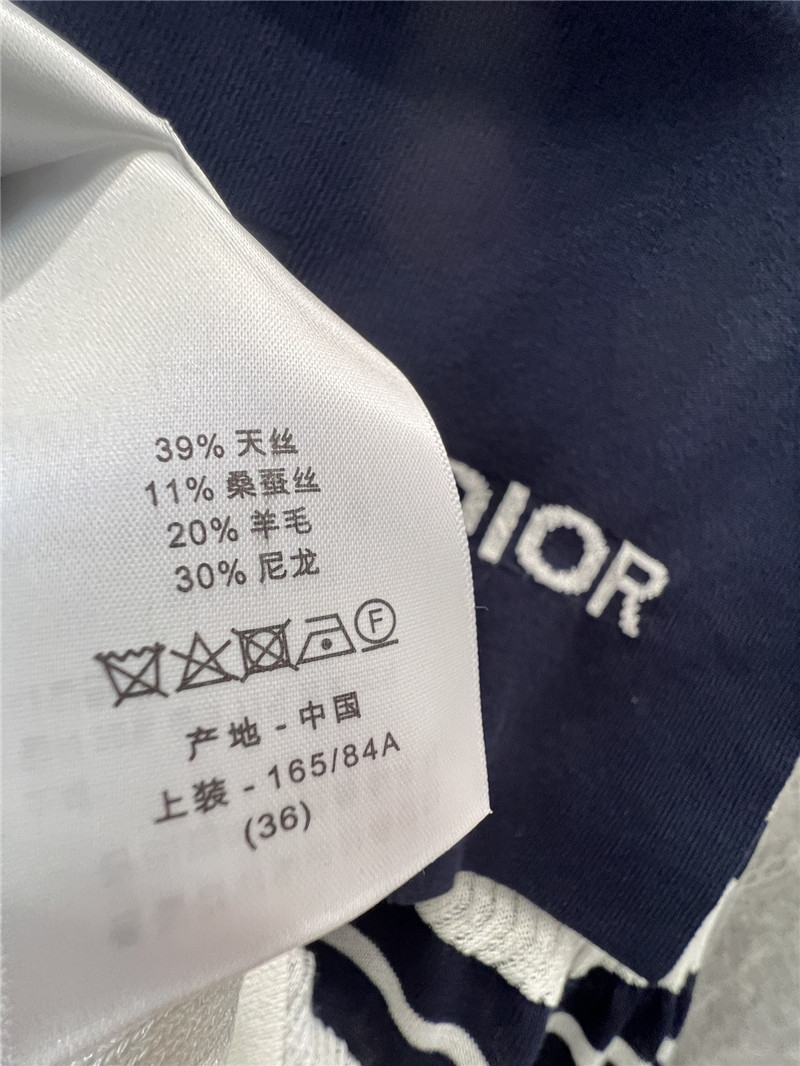 39% 天丝
11% 桑蚕丝
20% 羊毛
30% 尼龙
F
产地 - 中国
上装 - 165/84A
(36)
DIOR